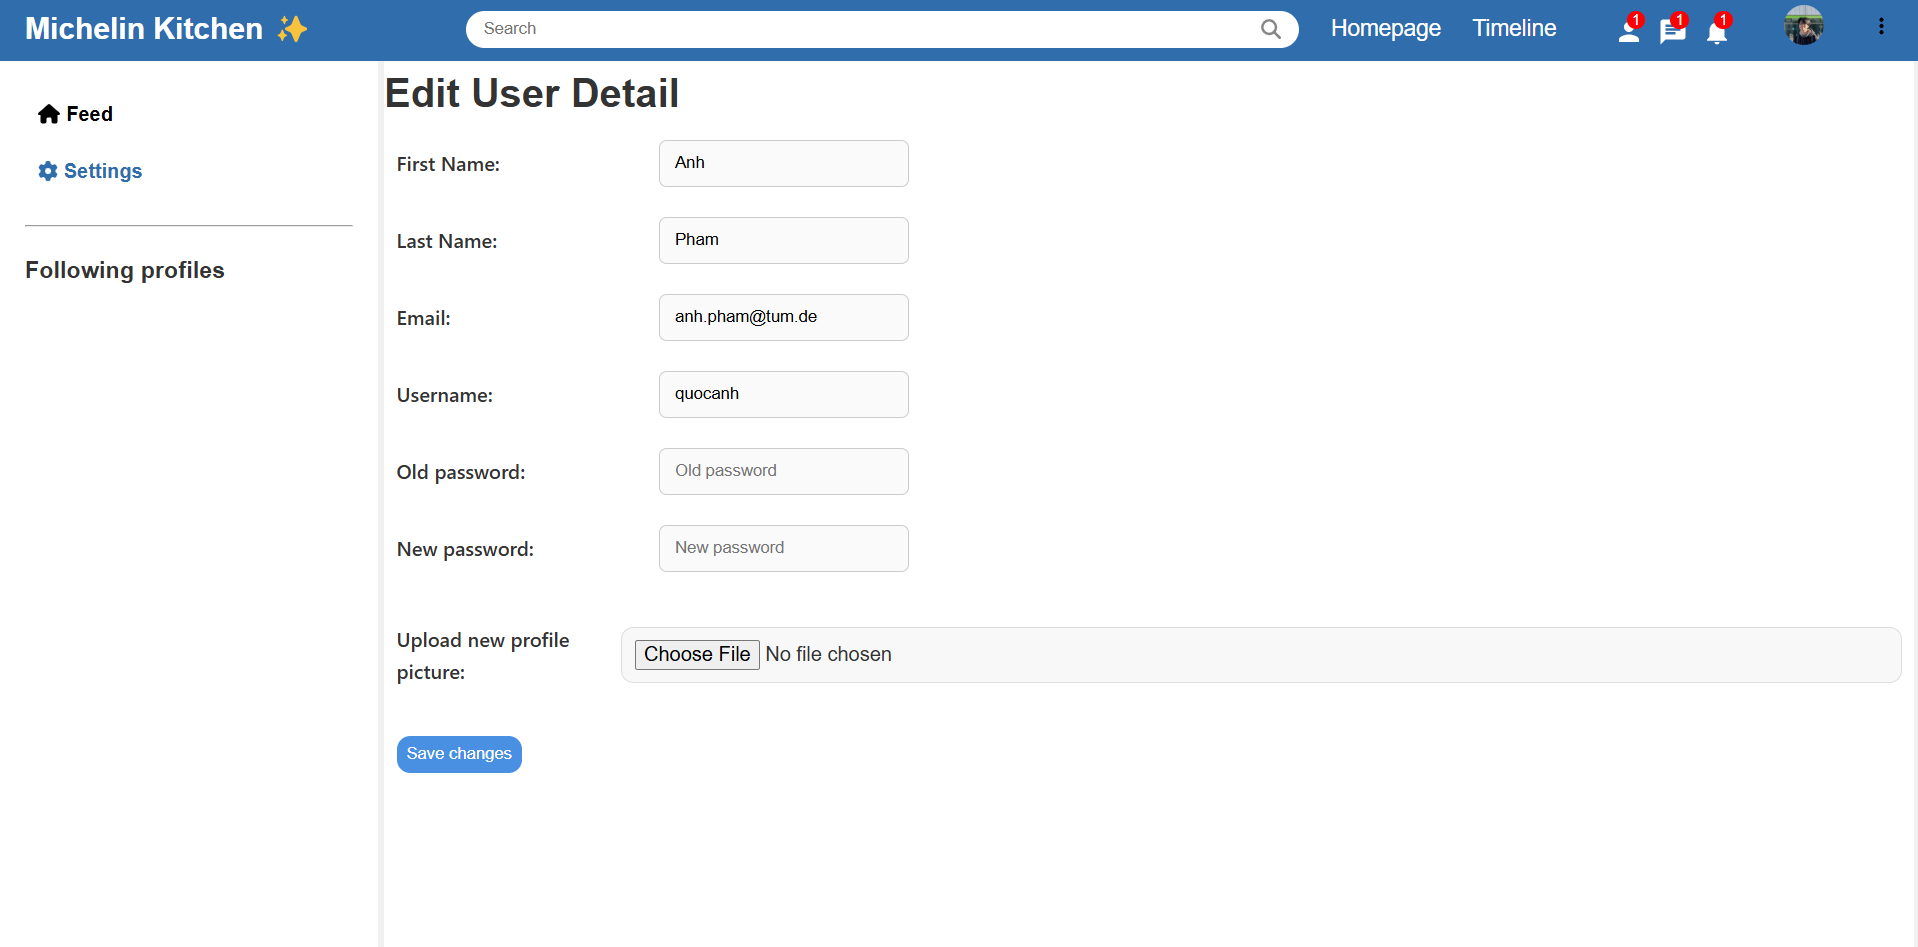 Michelin Kitchen ✨
Search
Homepage
Timeline
1
1
1
Feed
Settings
Following profiles
Edit User Detail
First Name:
Anh
Last Name:
Pham
Email:
anh.pham@tum.de
Username:
quocanh
Old password:
Old password
New password:
New password
Upload new profile
picture:
Choose File No file chosen
Save changes